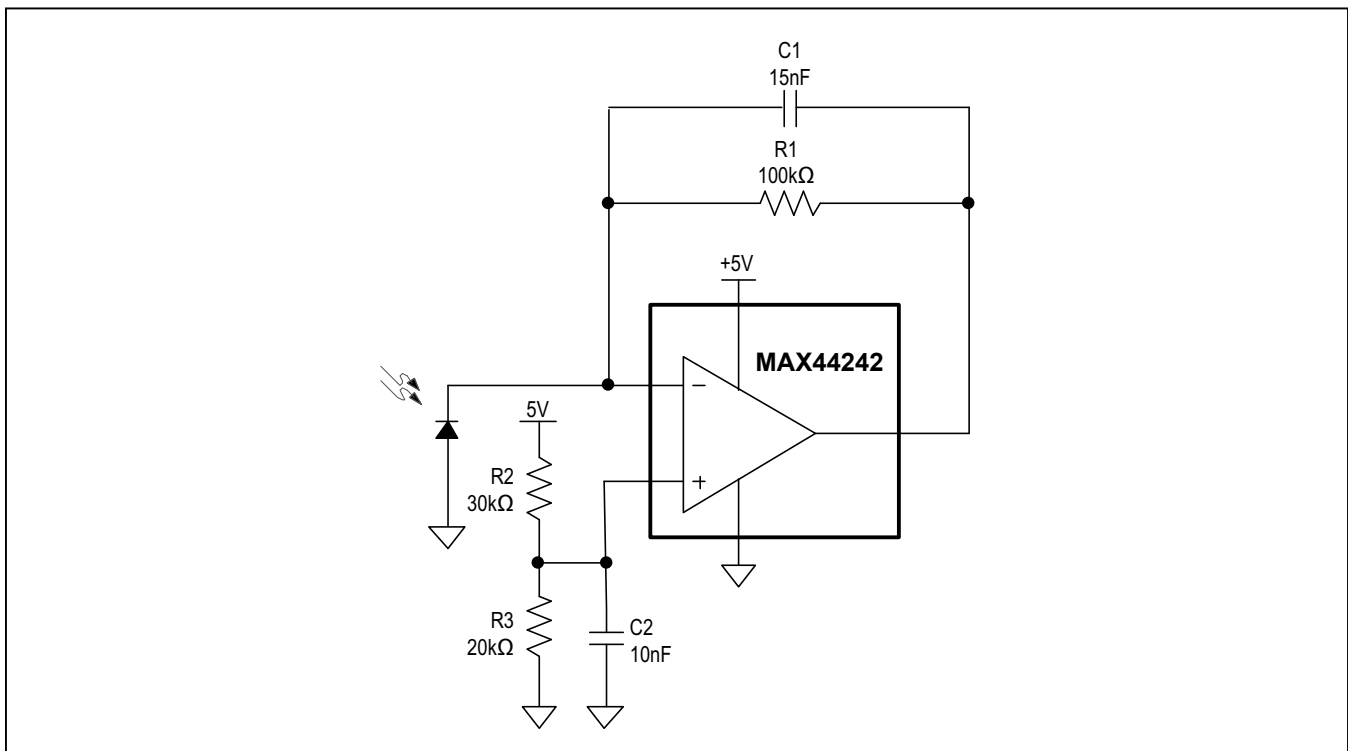 C1
15nF
R1
100kΩ
+5V
MAX44242
−
5V
R2
30kΩ
+
R3
20kΩ
C2
10nF